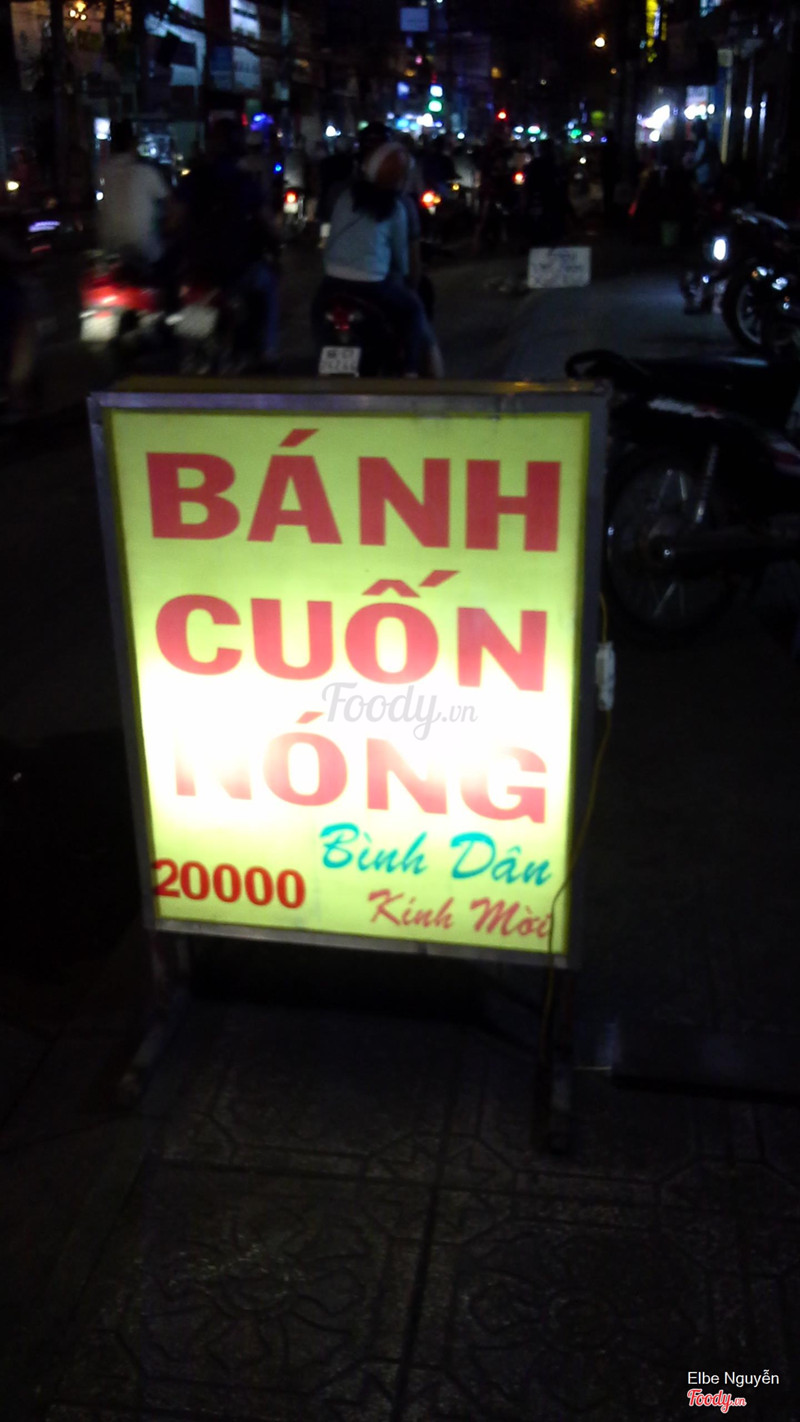 BÁNH
CUỐN
NÓNG
Bình Dân
20000
Kính Mời
Foody.vn
Elbe Nguyễn
Foody.vn